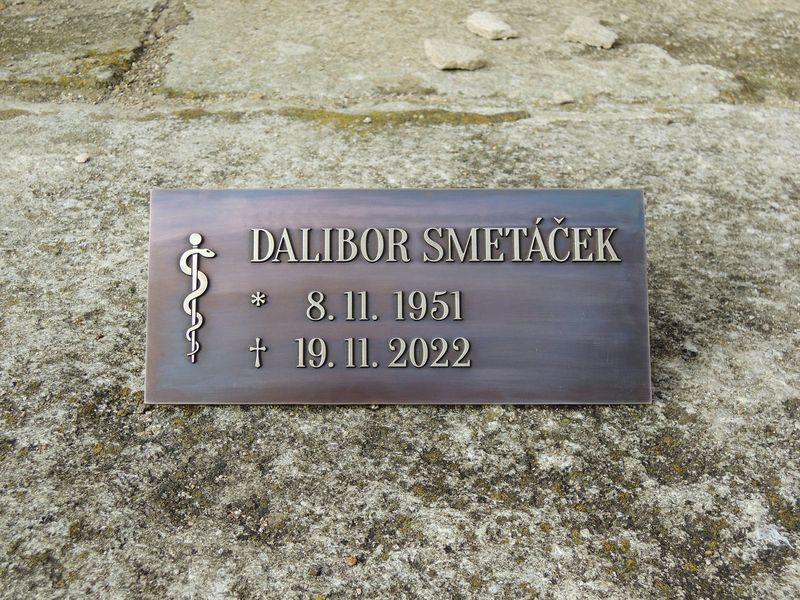 DALIBOR SMETÁČEK
* 8. 11. 1951
† 19. 11. 2022